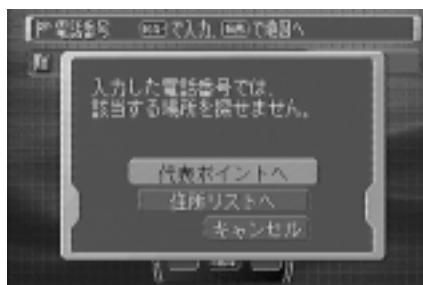 電話番号 で入力, で地図へ
入力した電話番号では、
該当する場所を探せません。
代表ポイントへ
住所リストへ
キャンセル